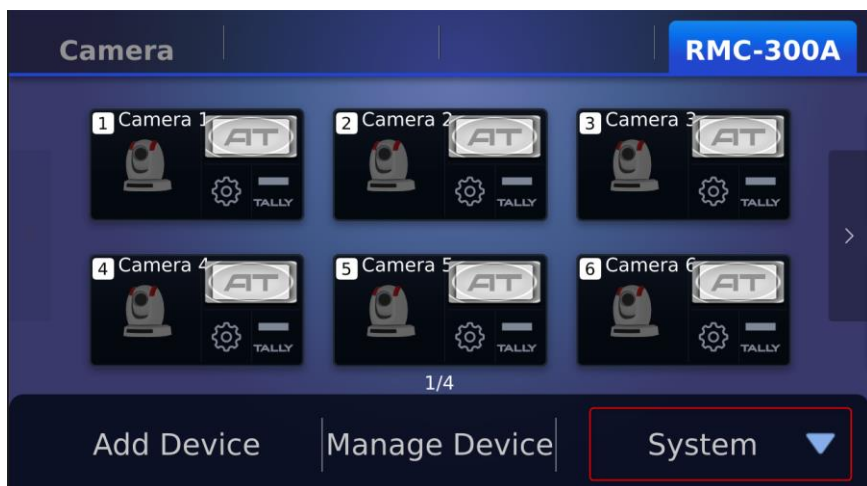 Camera
RMC-300A
1 Camera 1 AT
2 Camera 2 AT
3 Camera 3 AT
TALLY
TALLY
TALLY
4 Camera 4 AT
5 Camera 5 AT
6 Camera 6 AT
TALLY
TALLY
TALLY
1/4
Add Device
Manage Device
System